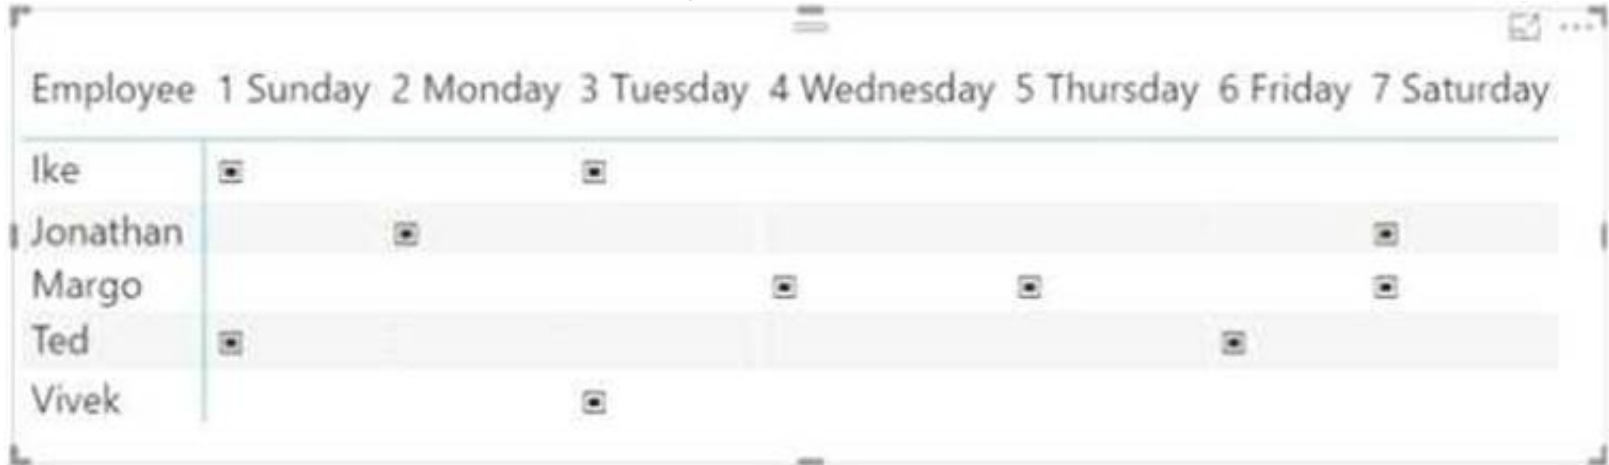 Employee 1 Sunday 2 Monday 3 Tuesday 4 Wednesday 5 Thursday 6 Friday 7 Saturday
Ike
Jonathan
Margo
Ted
Vivek